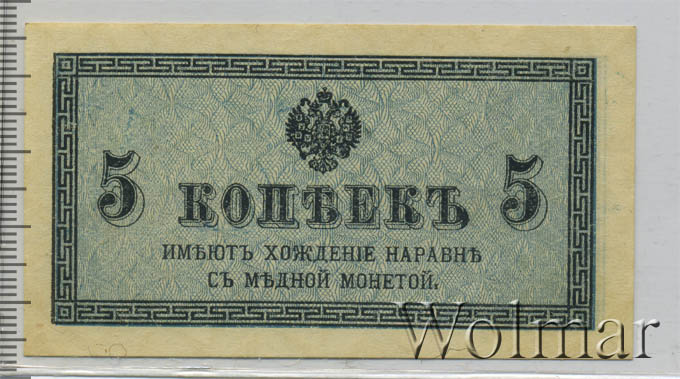 5 КОПѢЕКЪ 5
ИМѢЮТЪ ХОЖДЕНІЕ НАРАВНѢ
СЪ МѢДНОЙ МОНЕТОЙ.
Wolmar